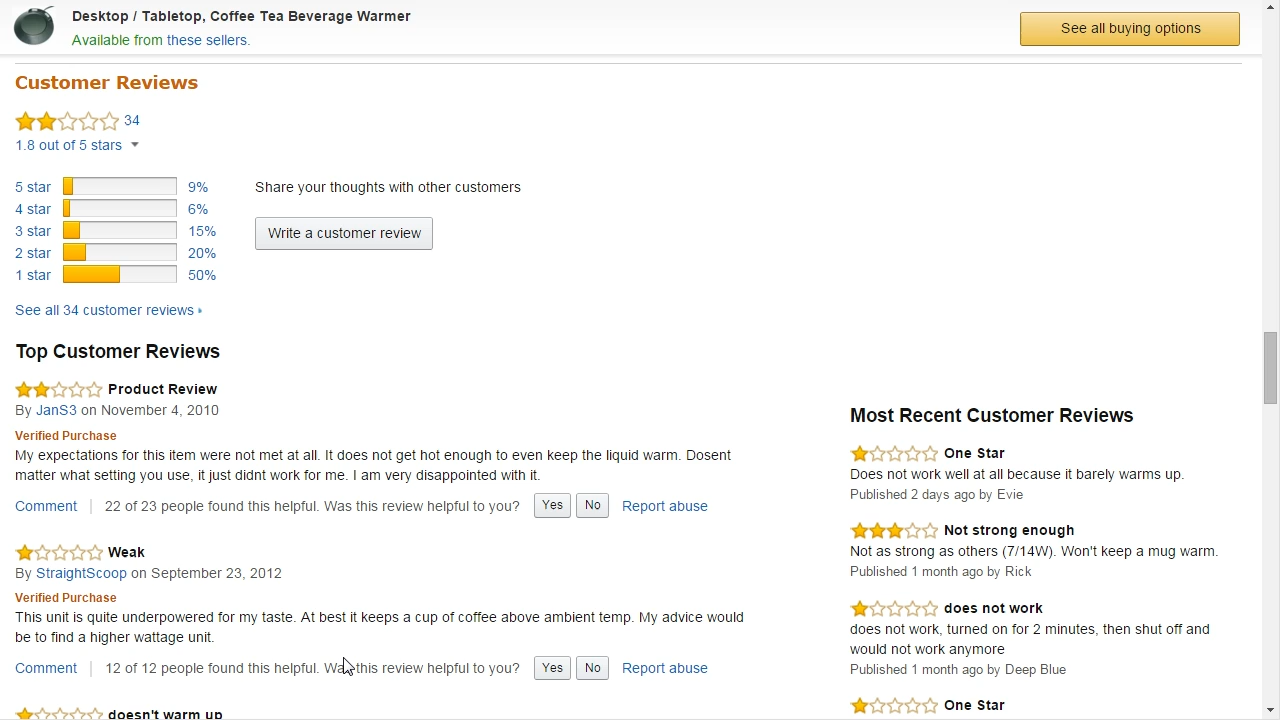 Desktop / Tabletop, Coffee Tea Beverage Warmer
Available from these sellers.
See all buying options
Customer Reviews
34
1.8 out of 5 stars
5 star 9%
4 star 6%
3 star 15%
2 star 20%
1 star 50%
Share your thoughts with other customers
Write a customer review
See all 34 customer reviews
Top Customer Reviews
Product Review
By JanS3 on November 4, 2010
Verified Purchase
My expectations for this item were not met at all. It does not get hot enough to even keep the liquid warm. Dosent
matter what setting you use, it just didnt work for me. I am very disappointed with it.
Comment | 22 of 23 people found this helpful. Was this review helpful to you? Yes No Report abuse
Weak
By StraightScoop on September 23, 2012
Verified Purchase
This unit is quite underpowered for my taste. At best it keeps a cup of coffee above ambient temp. My advice would
be to find a higher wattage unit.
Comment | 12 of 12 people found this helpful. Was this review helpful to you? Yes No Report abuse
doesn't warm up
Most Recent Customer Reviews
One Star
Does not work well at all because it barely warms up.
Published 2 days ago by Evie
Not strong enough
Not as strong as others (7/14W). Won't keep a mug warm.
Published 1 month ago by Rick
does not work
does not work, turned on for 2 minutes, then shut off and
would not work anymore
Published 1 month ago by Deep Blue
One Star